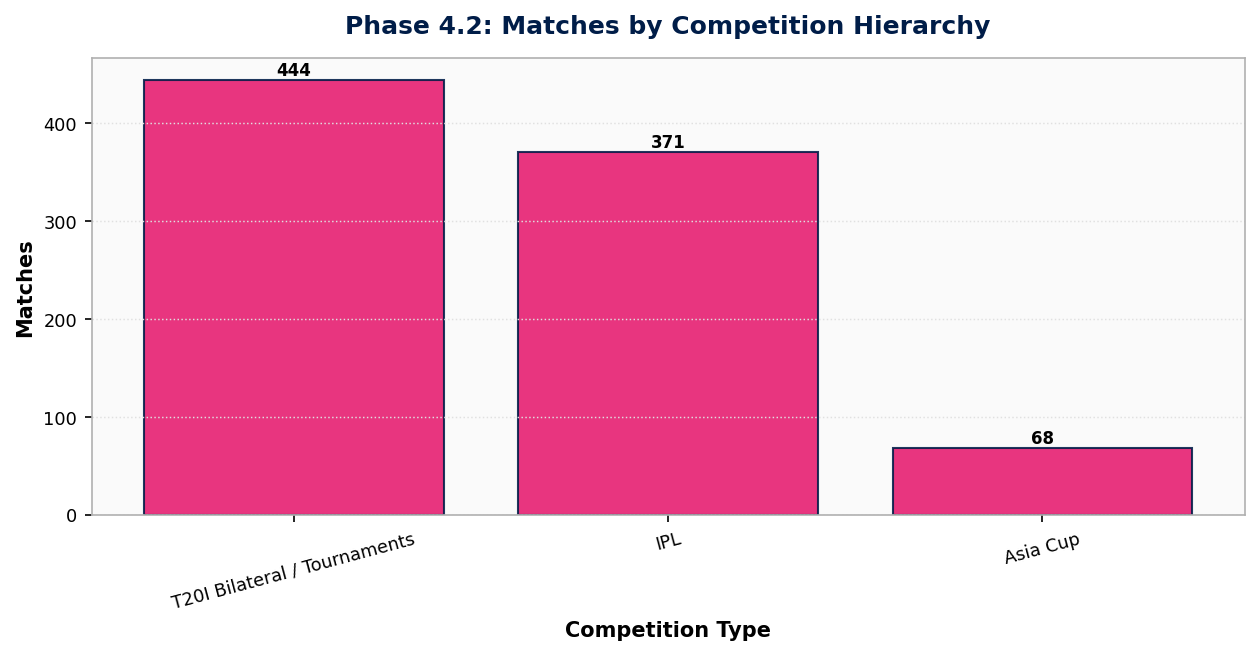 Phase 4.2: Matches by Competition Hierarchy
444
371
68
400
300
200
100
0
Matches
T20I Bilateral / Tournaments
IPL
Asia Cup
Competition Type